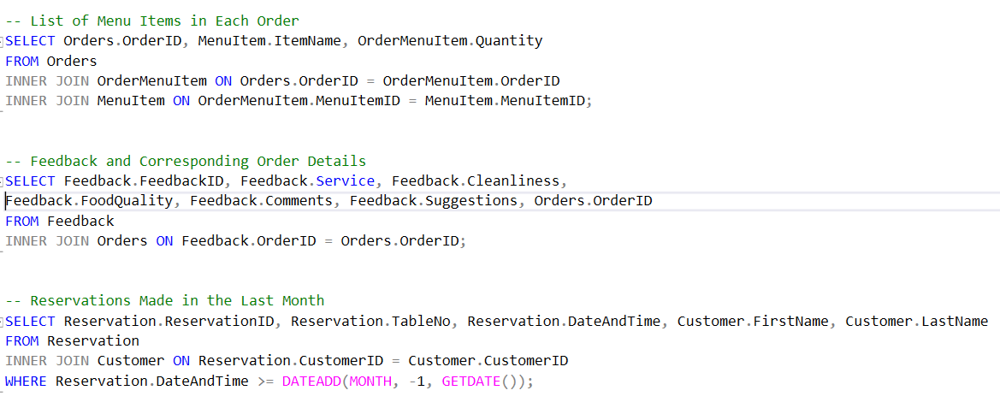 -- List of Menu Items in Each Order
SELECT Orders.OrderID, MenuItem.ItemName, OrderMenuItem.Quantity
FROM Orders
INNER JOIN OrderMenuItem ON Orders.OrderID = OrderMenuItem.OrderID
INNER JOIN MenuItem ON OrderMenuItem.MenuItemID = MenuItem.MenuItemID;
-- Feedback and Corresponding Order Details
SELECT Feedback.FeedbackID, Feedback.Service, Feedback.Cleanliness,
Feedback.FoodQuality, Feedback.Comments, Feedback.Suggestions, Orders.OrderID
FROM Feedback
INNER JOIN Orders ON Feedback.OrderID = Orders.OrderID;
-- Reservations Made in the Last Month
SELECT Reservation.ReservationID, Reservation.TableNo, Reservation.DateAndTime, Customer.FirstName, Customer.LastName
FROM Reservation
INNER JOIN Customer ON Reservation.CustomerID = Customer.CustomerID
WHERE Reservation.DateAndTime >= DATEADD(MONTH, -1, GETDATE());